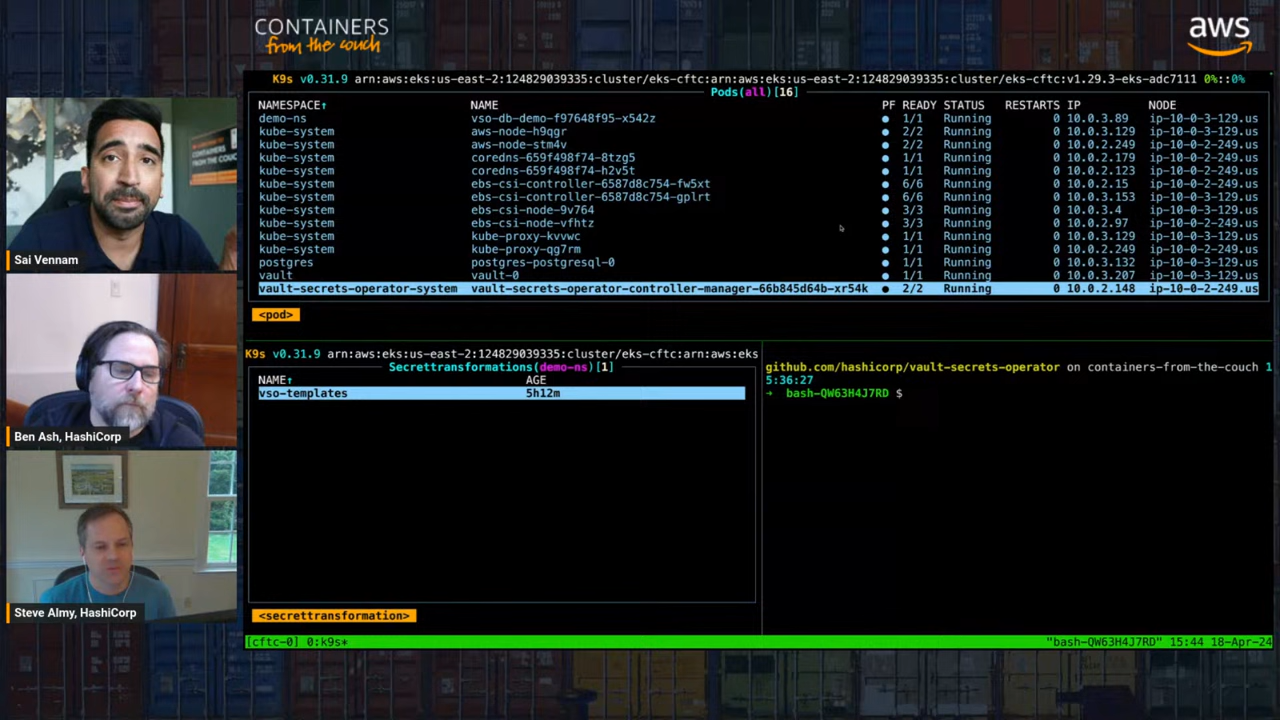 CONTAINERS
from the couch
aws
K9s v0.31.9 arn:aws:eks:us-east-2:124829039335:cluster/eks-cftc:arn:aws:eks:us-east-2:124829039335:cluster/eks-cftc:v1.29.3-eks-adc7111 0%::0%
Pods(all)[16]
NAMESPACE↑ NAME PF READY STATUS RESTARTS IP NODE
demo-ns vso-db-demo-f97648f95-x542z ● 1/1 Running 0 10.0.3.89 ip-10-0-3-129.us
kube-system aws-node-h9qgr ● 2/2 Running 0 10.0.3.129 ip-10-0-3-129.us
kube-system aws-node-stm4v ● 2/2 Running 0 10.0.2.249 ip-10-0-2-249.us
kube-system coredns-659f498f74-8tzg5 ● 1/1 Running 0 10.0.2.179 ip-10-0-2-249.us
kube-system coredns-659f498f74-h2v5t ● 1/1 Running 0 10.0.2.123 ip-10-0-2-249.us
kube-system ebs-csi-controller-6587d8c754-fw5xt ● 6/6 Running 0 10.0.2.15 ip-10-0-2-249.us
kube-system ebs-csi-controller-6587d8c754-gplrt ● 6/6 Running 0 10.0.3.153 ip-10-0-3-129.us
kube-system ebs-csi-node-9v764 ● 3/3 Running 0 10.0.3.4 ip-10-0-3-129.us
kube-system ebs-csi-node-vfhtz ● 3/3 Running 0 10.0.2.97 ip-10-0-2-249.us
kube-system kube-proxy-kvvwc ● 1/1 Running 0 10.0.3.129 ip-10-0-3-129.us
kube-system kube-proxy-qg7rm ● 1/1 Running 0 10.0.2.249 ip-10-0-2-249.us
postgres postgres-postgresql-0 ● 1/1 Running 0 10.0.3.132 ip-10-0-3-129.us
vault vault-0 ● 1/1 Running 0 10.0.3.207 ip-10-0-3-129.us
vault-secrets-operator-system vault-secrets-operator-controller-manager-66b845d64b-xr54k ● 2/2 Running 0 10.0.2.148 ip-10-0-2-249.us
<pod>
Sai Vennam
Ben Ash, HashiCorp
Steve Almy, HashiCorp
K9s v0.31.9 arn:aws:eks:us-east-2:124829039335:cluster/eks-cftc:arn:aws:eks
Secrettransformations(demo-ns)[1]
NAME↑ AGE
vso-templates 5h12m
<secrettransformation>
github.com/hashicorp/vault-secrets-operator on containers-from-the-couch 1
5:36:27
→ bash-QW63H4J7RD $
[cftc-0] 0:k9s* "bash-QW63H4J7RD" 15:44 18-Apr-24